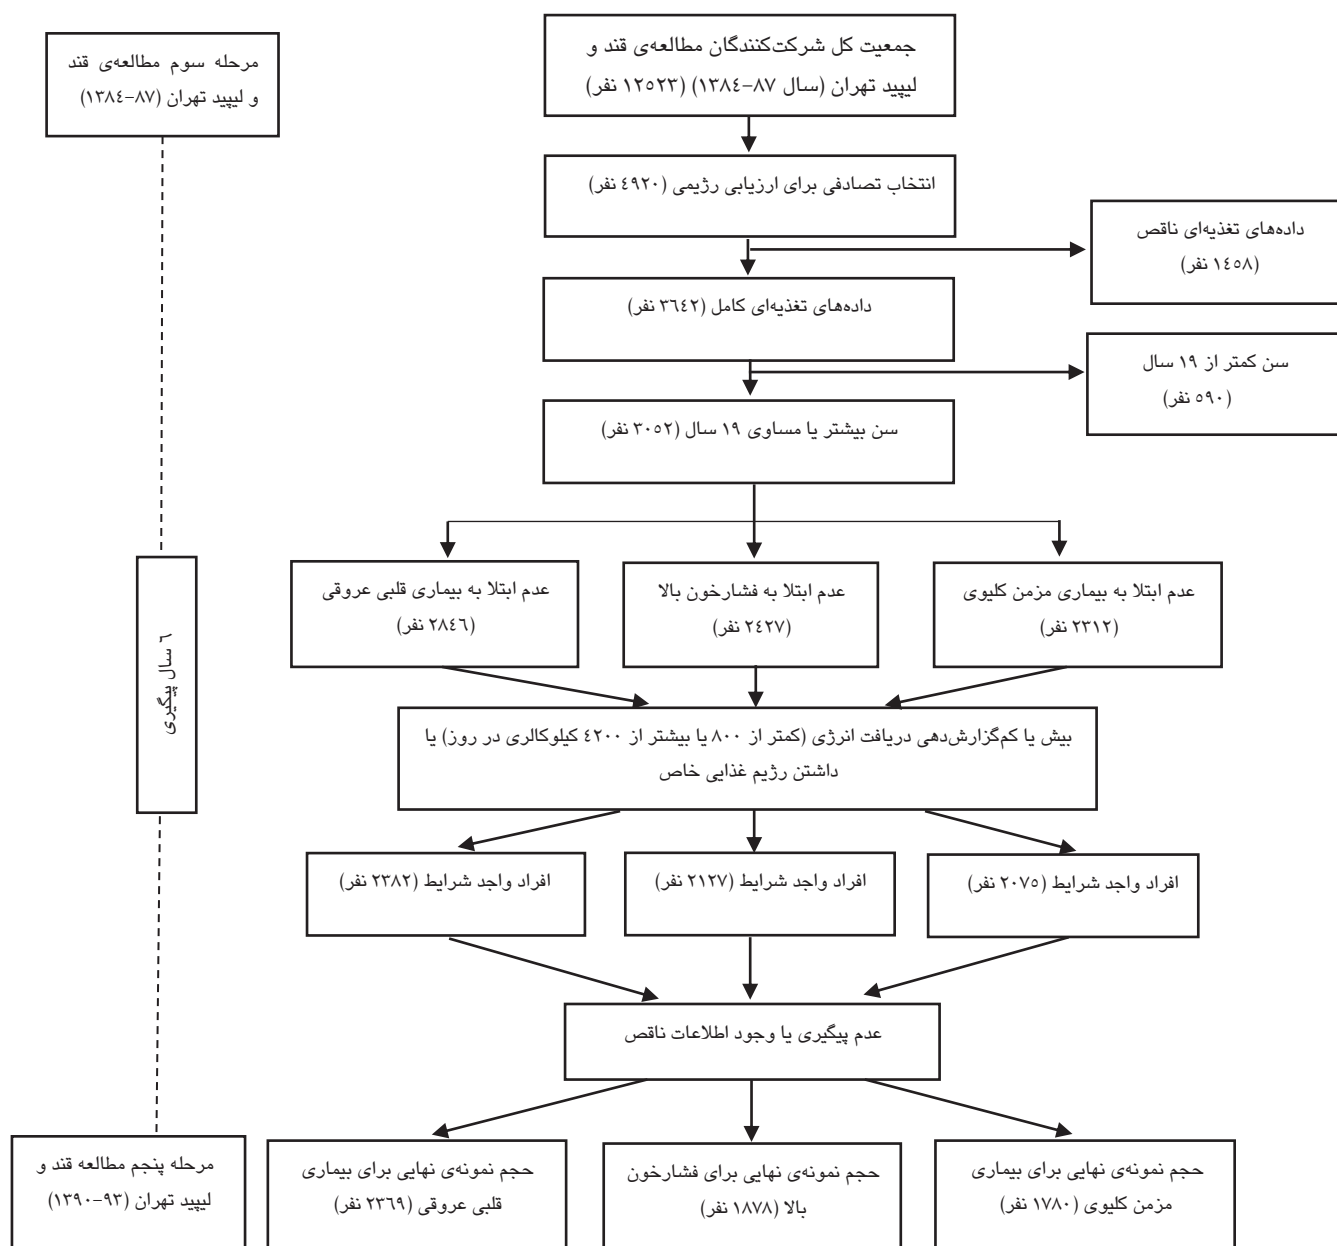 جمعیت کل شرکت‌کنندگان مطالعه‌ی قند و
لیپید تهران (سال ۸۷-۱۳۸٤) (۱۲٥۲۳ نفر)
مرحله سوم مطالعه‌ی قند
و لیپید تهران (۸۷-۱۳۸٤)
انتخاب تصادفی برای ارزیابی رژیمی (٤۹۲۰ نفر)
داده‌های تغذیه‌ای ناقص
(۱٤٥۸ نفر)
داده‌های تغذیه‌ای کامل (۳٦٤۲ نفر)
سن کمتر از ۱۹ سال
(٥۹۰ نفر)
سن بیشتر یا مساوی ۱۹ سال (۳۰٥۲ نفر)
عدم ابتلا به بیماری مزمن کلیوی
(۲۳۱۲ نفر)
عدم ابتلا به فشارخون بالا
(۲٤۲۷ نفر)
عدم ابتلا به بیماری قلبی عروقی
(۲۸٤٦ نفر)
٦ سال پیگیری
بیش یا کم‌گزارش‌دهی دریافت انرژی (کمتر از ۸۰۰ یا بیشتر از ٤۲۰۰ کیلوکالری در روز) یا
داشتن رژیم غذایی خاص
افراد واجد شرایط (۲۰۷٥ نفر)
افراد واجد شرایط (۲۱۲۷ نفر)
افراد واجد شرایط (۲۳۸۲ نفر)
عدم پیگیری یا وجود اطلاعات ناقص
حجم نمونه‌ی نهایی برای بیماری
مزمن کلیوی (۱۷۸۰ نفر)
حجم نمونه‌ی نهایی برای فشارخون
بالا (۱۸۷۸ نفر)
حجم نمونه‌ی نهایی برای بیماری
قلبی عروقی (۲۳٦۹ نفر)
مرحله پنجم مطالعه قند و
لیپید تهران (۹۳-۱۳۹۰)